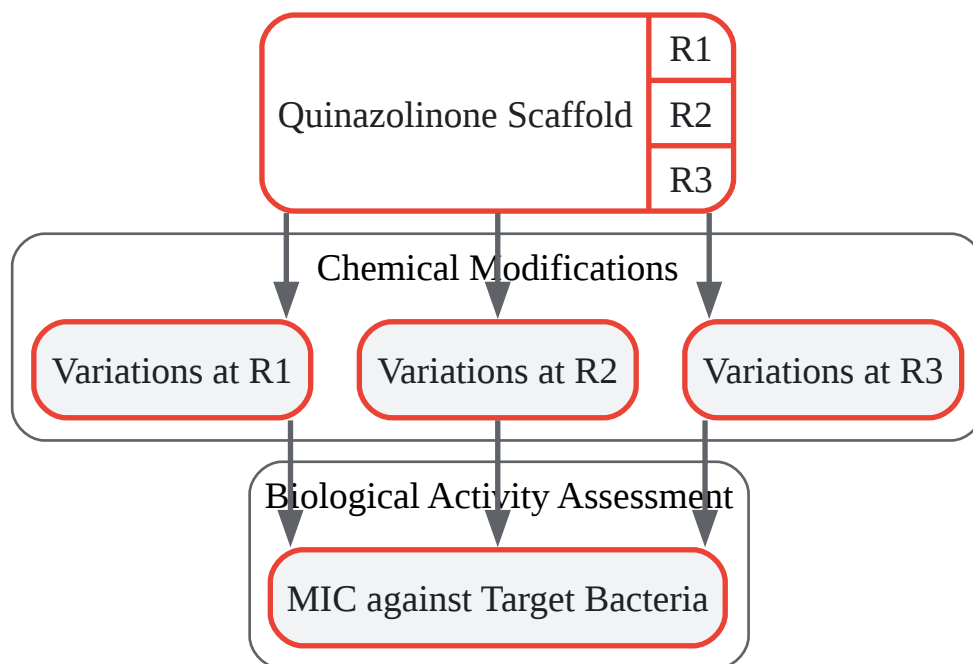 Quinazolinone Scaffold
R1
R2
R3
Chemical Modifications
Variations at R1
Variations at R2
Variations at R3
Biological Activity Assessment
MIC against Target Bacteria